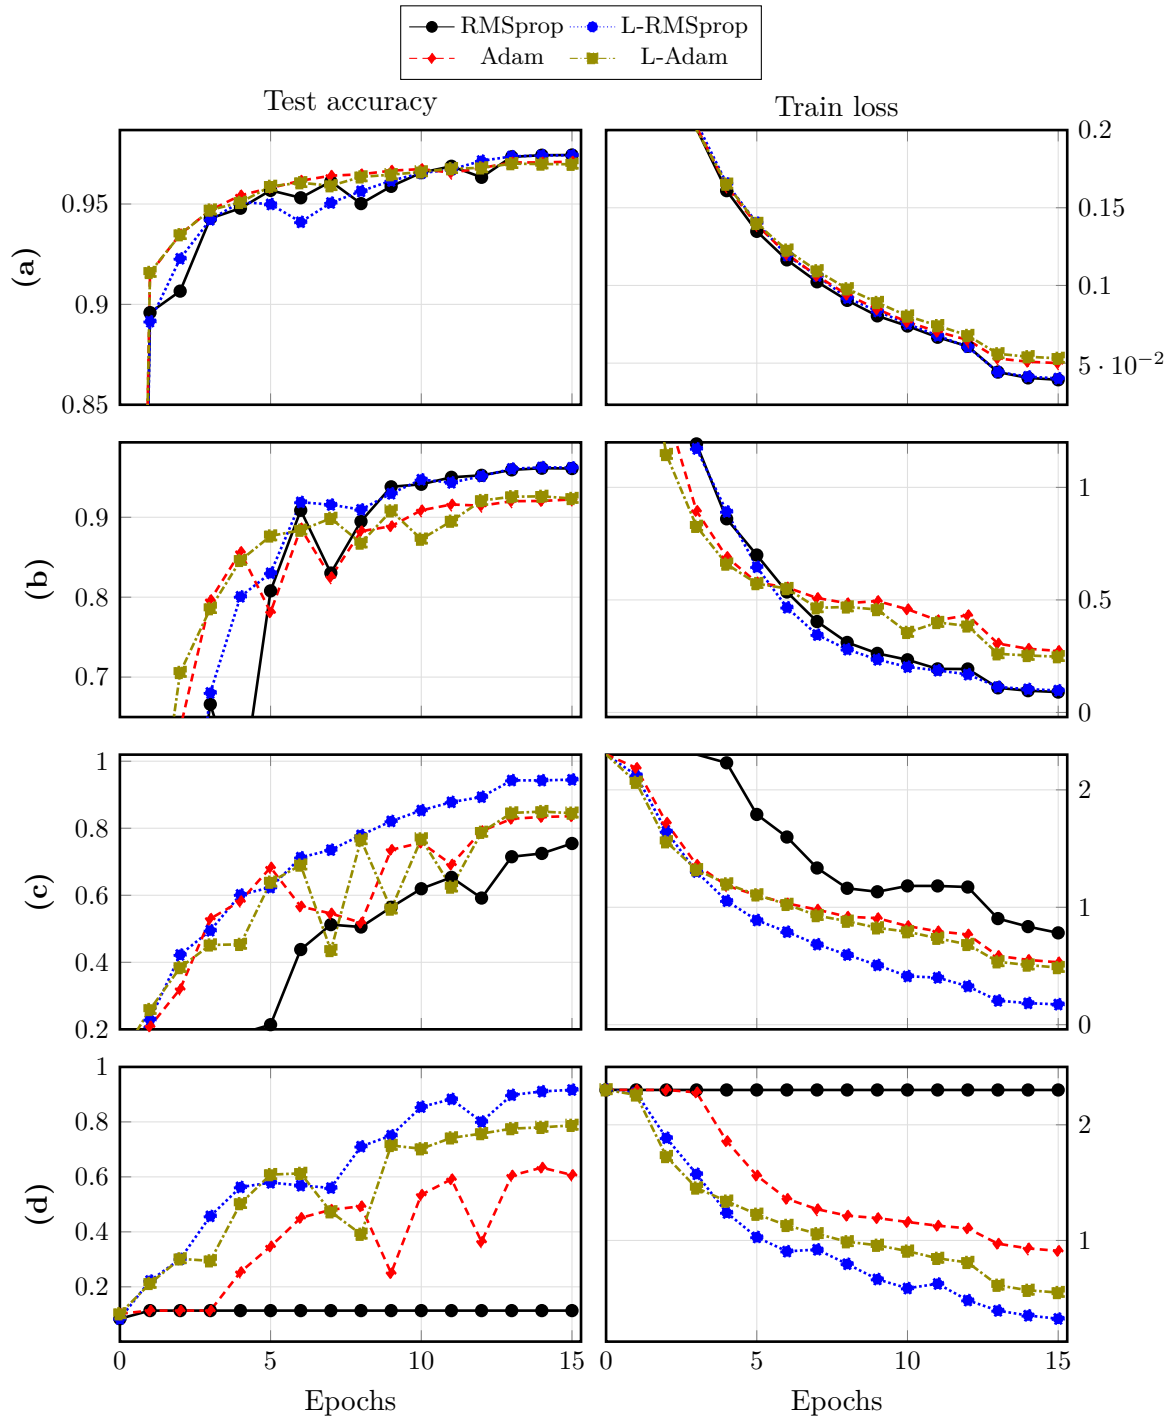 RMSprop L-RMSprop
Adam L-Adam
Test accuracy Train loss
(a)
0.95
0.9
0.85
0.2
0.15
0.1
5 · 10−2
(b)
0.9
0.8
0.7
1
0.5
0
(c)
1
0.8
0.6
0.4
0.2
2
1
0
(d)
1
0.8
0.6
0.4
0.2
2
1
0 5 10 15 0 5 10 15
Epochs Epochs